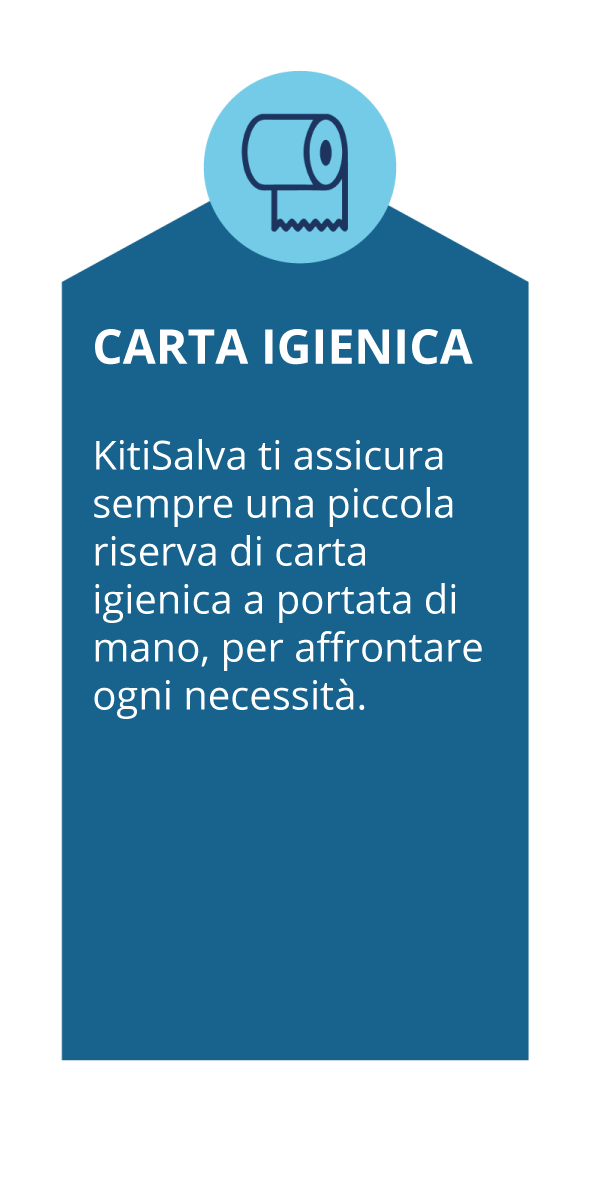 CARTA IGIENICA
KitiSalva ti assicura
sempre una piccola
riserva di carta
igienica a portata di
mano, per affrontare
ogni necessità.